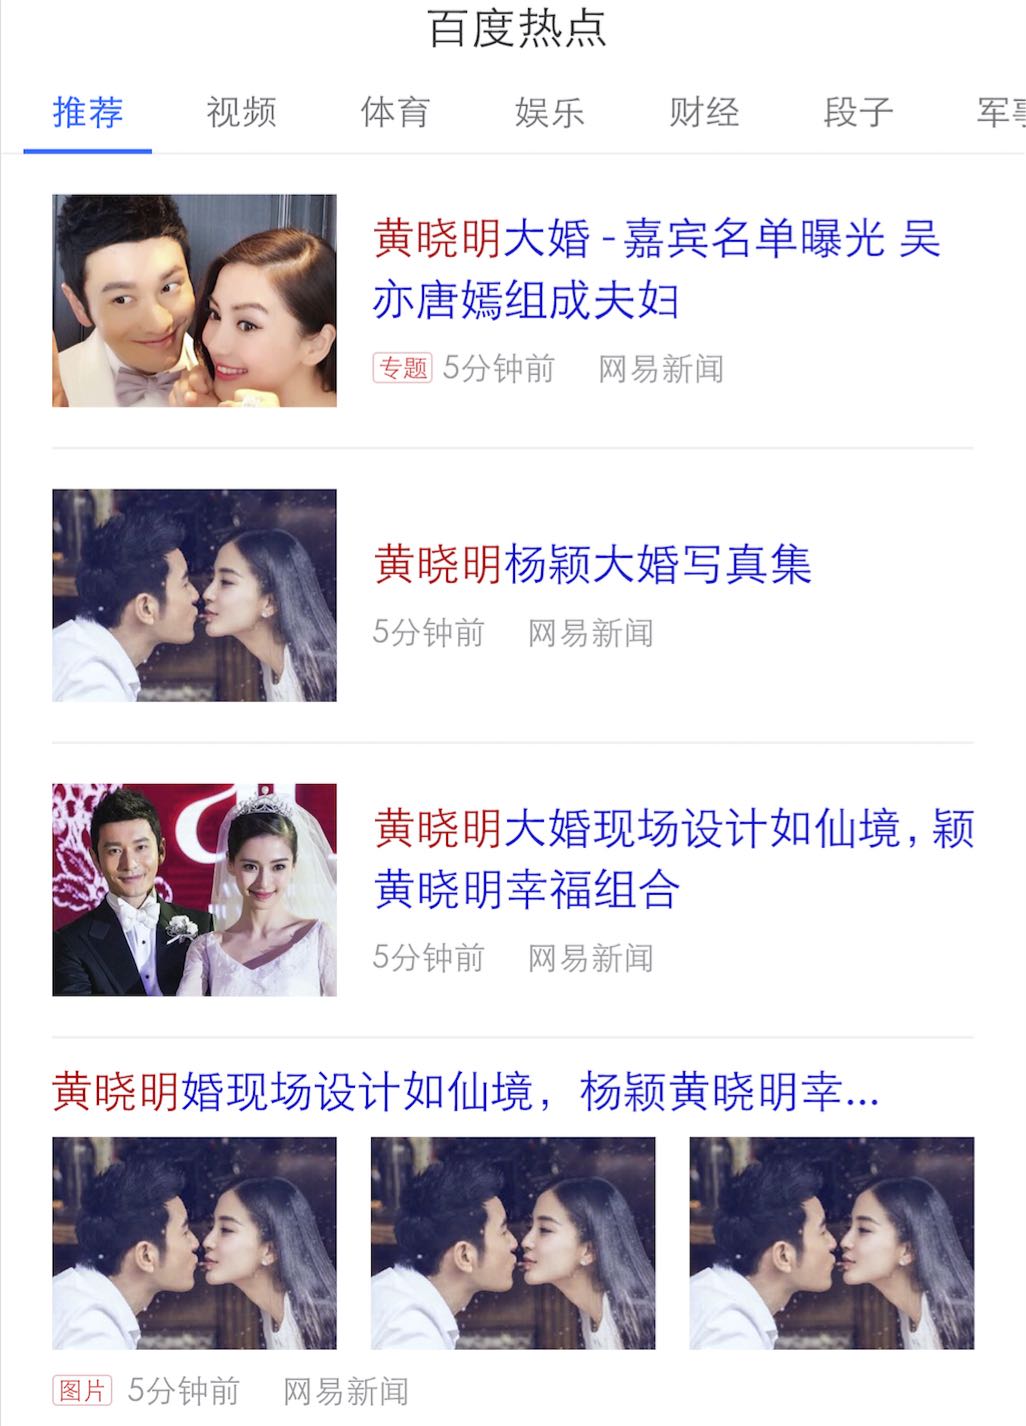 百度热点
推荐 视频 体育 娱乐 财经 段子 军事
黄晓明大婚-嘉宾名单曝光 吴
亦唐嫣组成夫妇
专题 5分钟前 网易新闻
黄晓明杨颖大婚写真集
5分钟前 网易新闻
黄晓明大婚现场设计如仙境，颖
黄晓明幸福组合
5分钟前 网易新闻
黄晓明婚现场设计如仙境，杨颖黄晓明幸...
图片 5分钟前 网易新闻